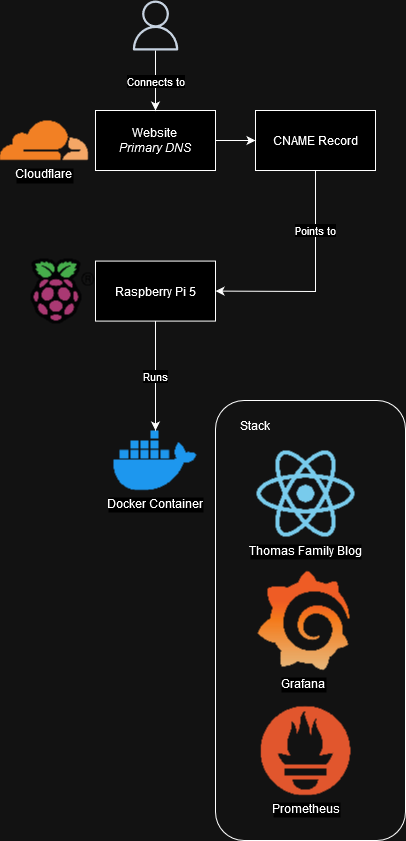 Connects to
Website
Primary DNS
CNAME Record
Cloudflare
Points to
Raspberry Pi 5
Runs
Docker Container
Stack
Thomas Family Blog
Grafana
Prometheus